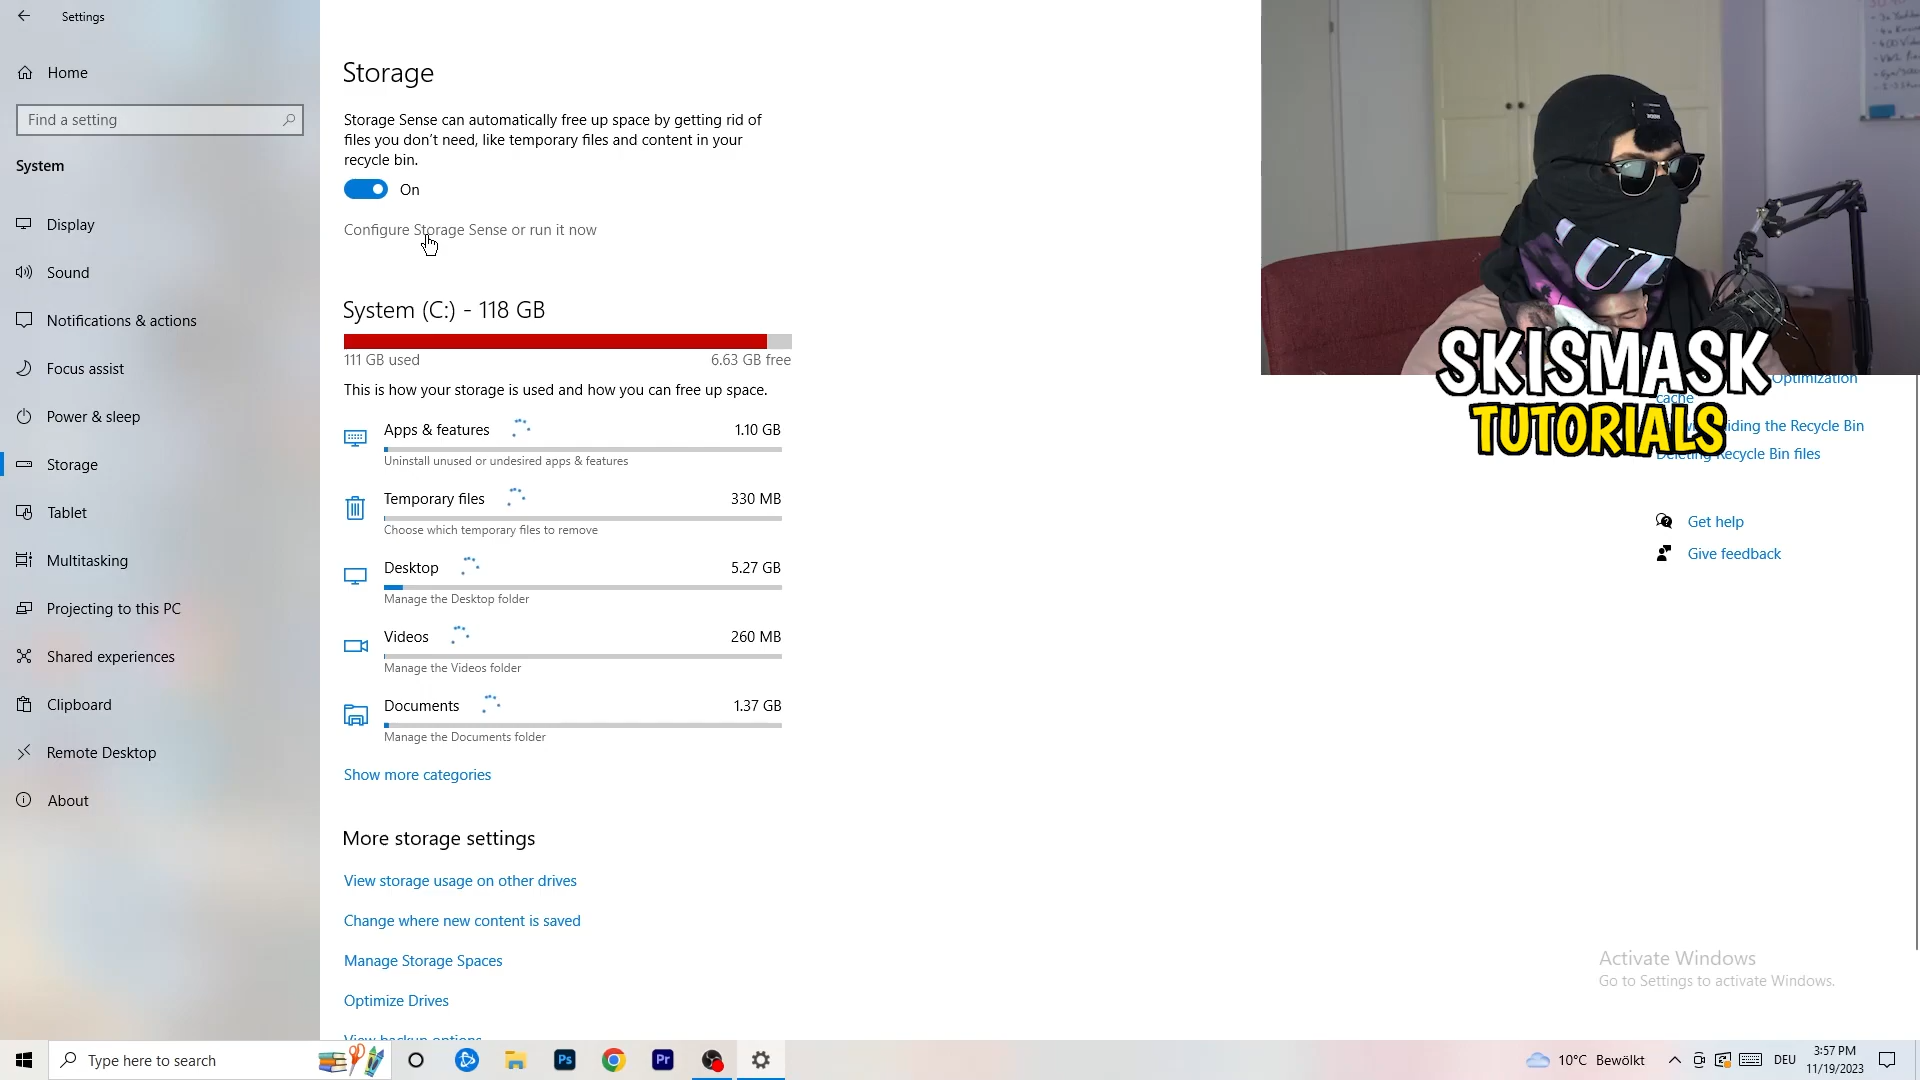 Settings
Home
Find a setting
System
Display
Sound
Notifications & actions
Focus assist
Power & sleep
Storage
Tablet
Multitasking
Projecting to this PC
Shared experiences
Clipboard
Remote Desktop
About
Storage
Storage Sense can automatically free up space by getting rid of
files you don't need, like temporary files and content in your
recycle bin.
On
Configure Storage Sense or run it now
System (C:) - 118 GB
111 GB used
6.63 GB free
This is how your storage is used and how you can free up space.
Apps & features
1.10 GB
Uninstall unused or undesired apps & features
Temporary files
330 MB
Choose which temporary files to remove
Desktop
5.27 GB
Manage the Desktop folder
Videos
260 MB
Manage the Videos folder
Documents
1.37 GB
Manage the Documents folder
Show more categories
More storage settings
View storage usage on other drives
Change where new content is saved
Manage Storage Spaces
Optimize Drives
View backup options
SKISMASK
TUTORIALS
Optimization
cache
the Recycle Bin
Recycle Bin files
Get help
Give feedback
Activate Windows
Go to Settings to activate Windows.
Type here to search
Ps
Pr
10°C Bewölkt
DEU
3:57 PM
11/19/2023